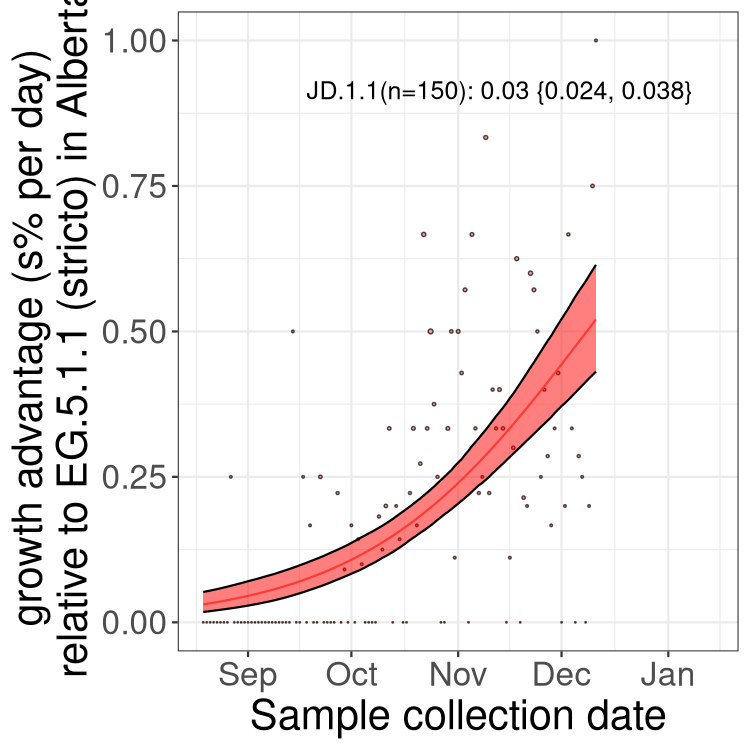 growth advantage (s% per day)
relative to EG.5.1.1 (stricto) in Alberta
1.00
JD.1.1(n=150): 0.03 {0.024, 0.038}
0.75
0.50
0.25
0.00
Sep Oct Nov Dec Jan
Sample collection date